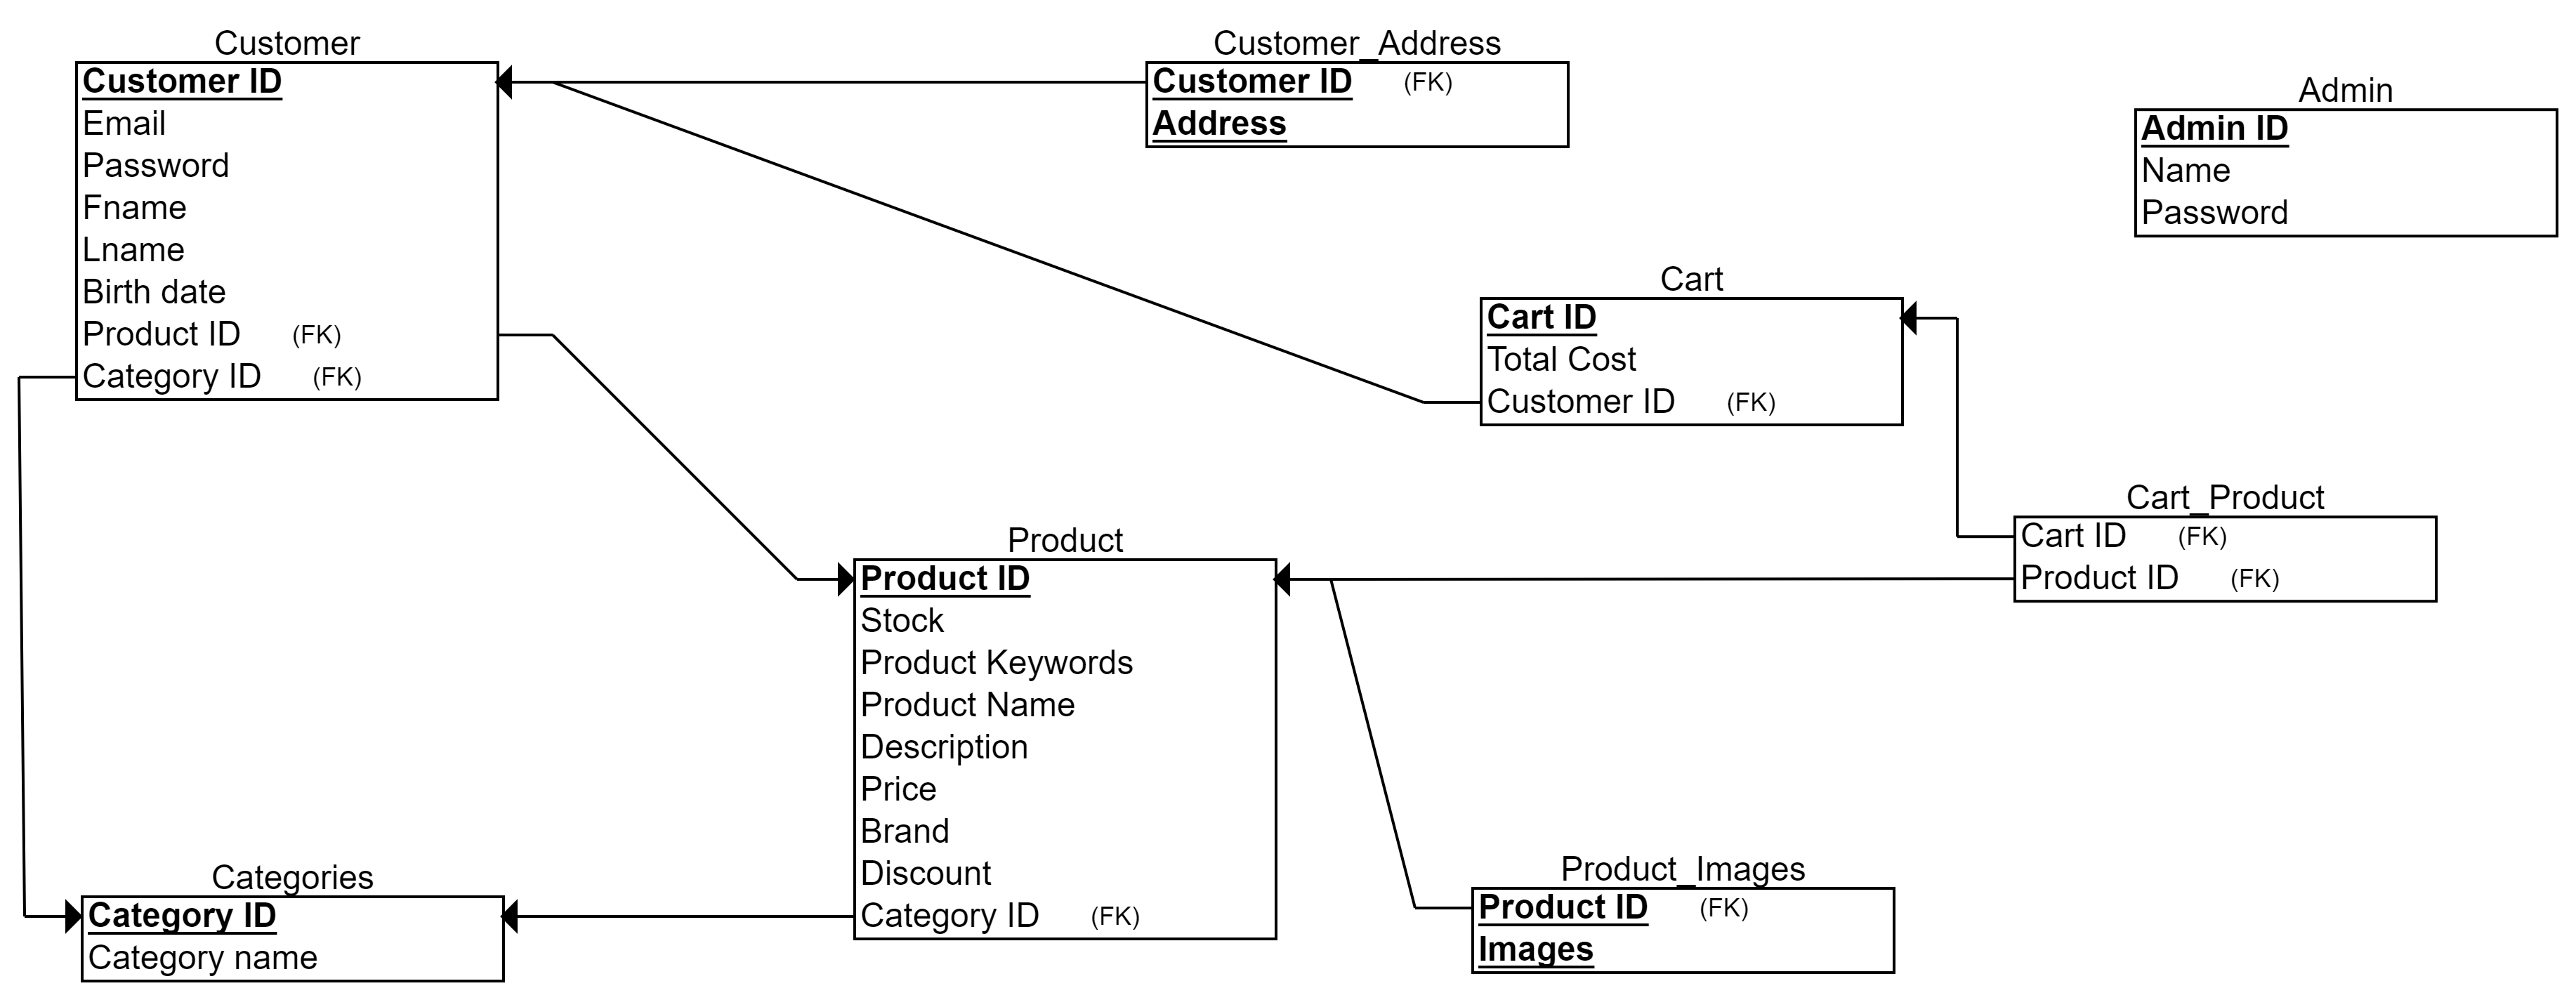 Customer
Customer ID
Email
Password
Fname
Lname
Birth date
Product ID (FK)
Category ID (FK)
Customer_Address
Customer ID (FK)
Address
Admin
Admin ID
Name
Password
Cart
Cart ID
Total Cost
Customer ID (FK)
Cart_Product
Cart ID (FK)
Product ID (FK)
Product
Product ID
Stock
Product Keywords
Product Name
Description
Price
Brand
Discount
Category ID (FK)
Categories
Category ID
Category name
Product_Images
Product ID (FK)
Images